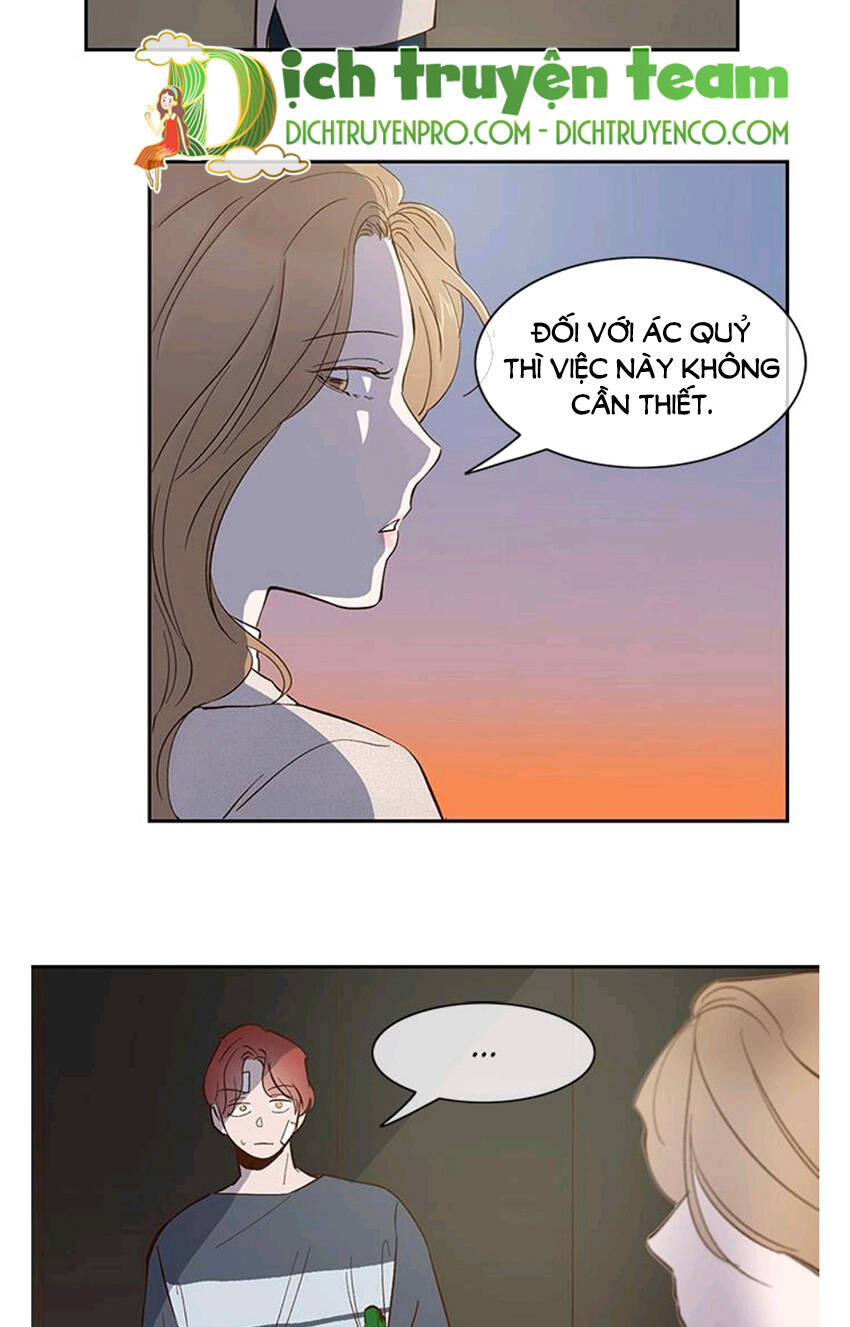 Dịch truyện team
DICHTRUYENPRO.COM - DICHTRUYENCO.COM
ĐỐI VỚI ÁC QUỶ
THÌ VIỆC NÀY KHÔNG
CẦN THIẾT.
...